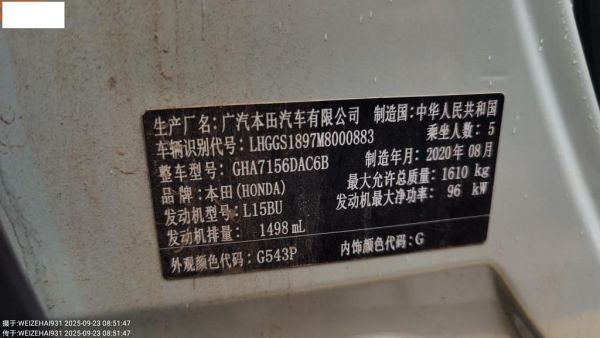 生产厂名:广汽本田汽车有限公司 制造国:中华人民共和国
车辆识别代号:LHGGS1897M8000883 乘坐人数: 5
整车型号:GHA7156DAC6B 制造年月:2020年08月
品牌:本田(HONDA) 最大允许总质量:1610 kg
发动机型号:L15BU 发动机最大净功率: 96 kW
发动机排量: 1498 mL
外观颜色代码:G543P 内饰颜色代码:G
摄于:WEIZEHAI931 2025-09-23 08:51:47
传于:WEIZEHAI931 2025-09-23 08:51:47